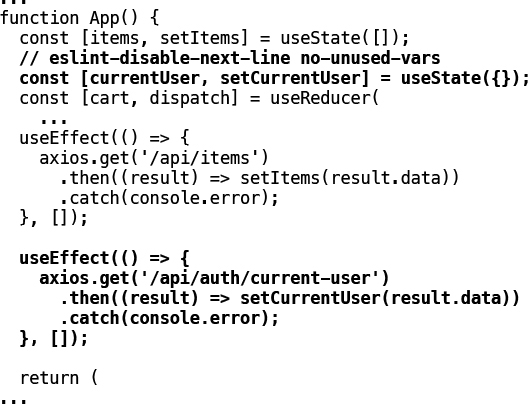 ...
function App() {
  const [items, setItems] = useState([]);
  // eslint-disable-next-line no-unused-vars
  const [currentUser, setCurrentUser] = useState({});
  const [cart, dispatch] = useReducer(
    ...
  useEffect(() => {
    axios.get('/api/items')
      .then((result) => setItems(result.data))
      .catch(console.error);
  }, []);

  useEffect(() => {
    axios.get('/api/auth/current-user')
      .then((result) => setCurrentUser(result.data))
      .catch(console.error);
  }, []);

  return (
...